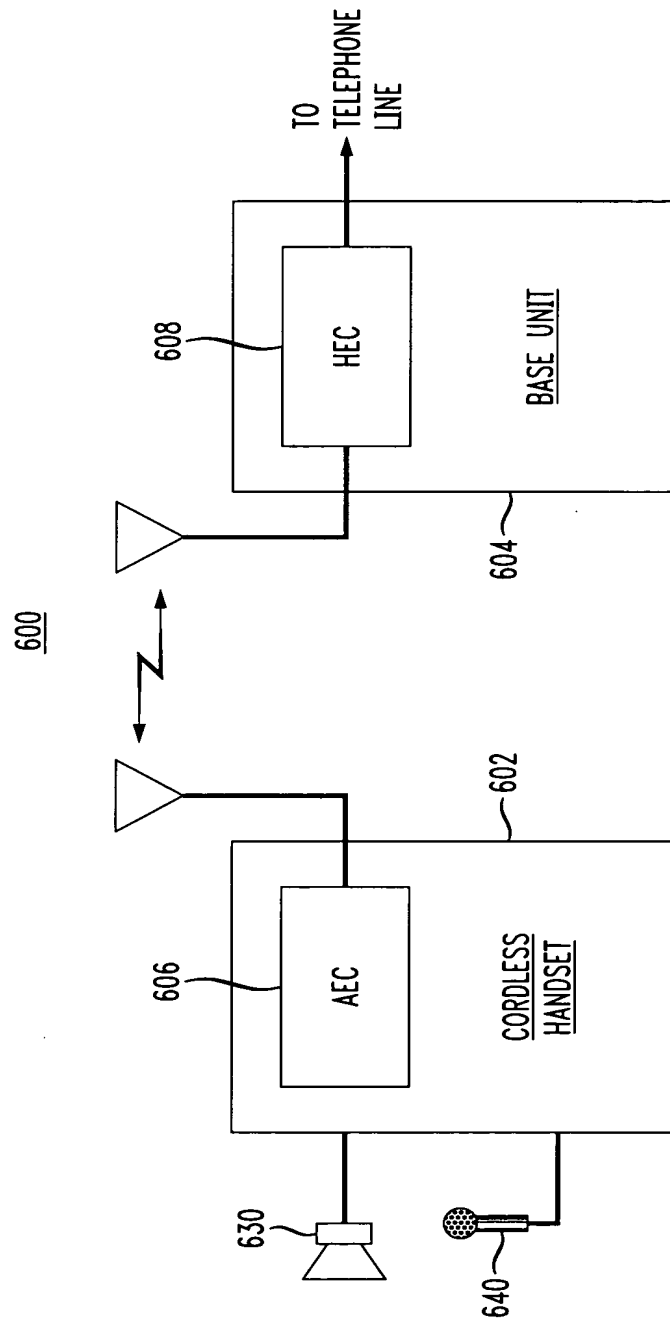 600
630
640
606
AEC
CORDLESS
HANDSET
602
608
HEC
BASE UNIT
604
TO
TELEPHONE
LINE